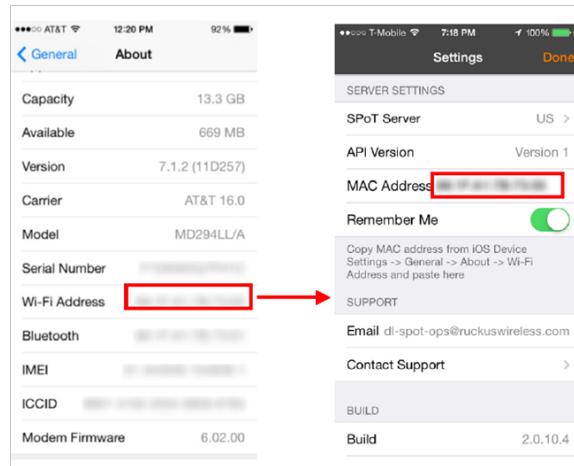 AT&T 12:20 PM 92%
General About
Capacity 13.3 GB
Available 669 MB
Version 7.1.2 (11D257)
Carrier AT&T 16.0
Model MD294LL/A
Serial Number
Wi-Fi Address
Bluetooth
IMEI
ICCID
Modem Firmware 6.02.00
T-Mobile 7:18 PM 100%
Settings Done
SERVER SETTINGS
SPoT Server US
API Version Version 1
MAC Address
Remember Me
Copy MAC address from iOS Device
Settings -> General -> About -> Wi-Fi
Address and paste here
SUPPORT
Email dl-spot-ops@ruckuswireless.com
Contact Support
BUILD
Build 2.0.10.4